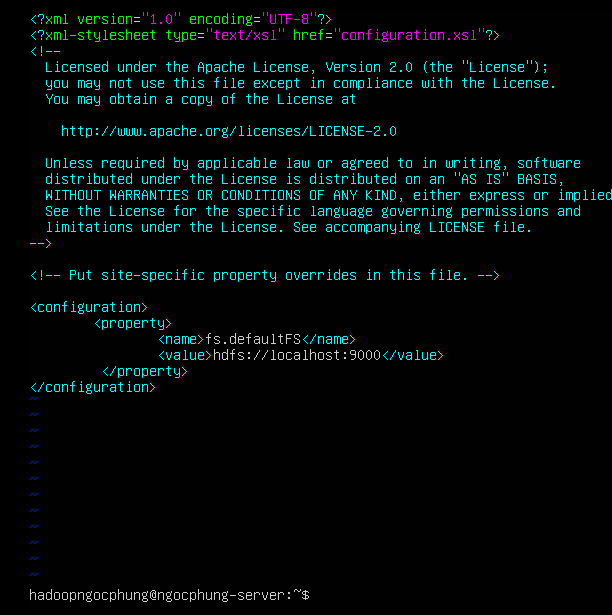 <?xml version="1.0" encoding="UTF-8"?>
<?xml-stylesheet type="text/xsl" href="configuration.xsl"?>
<!--
  Licensed under the Apache License, Version 2.0 (the "License");
  you may not use this file except in compliance with the License.
  You may obtain a copy of the License at

    http://www.apache.org/licenses/LICENSE-2.0

  Unless required by applicable law or agreed to in writing, software
  distributed under the License is distributed on an "AS IS" BASIS,
  WITHOUT WARRANTIES OR CONDITIONS OF ANY KIND, either express or implied
  See the License for the specific language governing permissions and
  limitations under the License. See accompanying LICENSE file.
-->

<!-- Put site-specific property overrides in this file. -->

<configuration>
        <property>
                <name>fs.defaultFS</name>
                <value>hdfs://localhost:9000</value>
         </property>
</configuration>
~
~
~
~
~
~
~
~
~
~
~
~
hadoopngocphung@ngocphung-server:~$